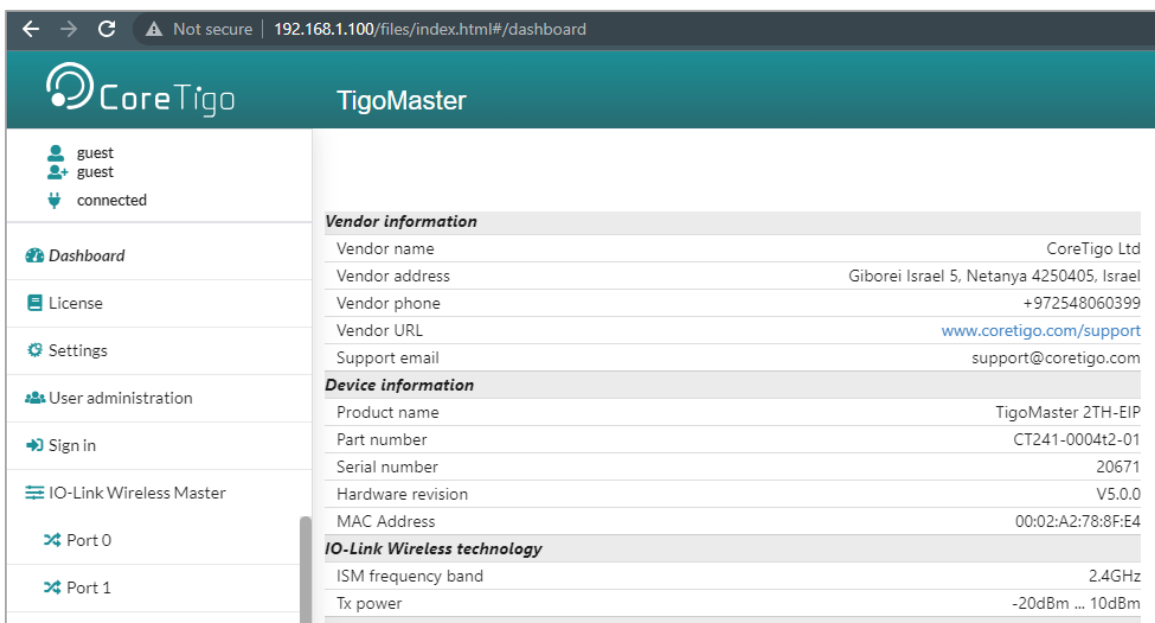 Not secure | 192.168.1.100/files/index.html#/dashboard
CoreTigo
TigoMaster
guest
guest
connected
Dashboard
License
Settings
User administration
Sign in
IO-Link Wireless Master
Port 0
Port 1
Vendor information
Vendor name CoreTigo Ltd
Vendor address Giborei Israel 5, Netanya 4250405, Israel
Vendor phone +972548060399
Vendor URL www.coretigo.com/support
Support email support@coretigo.com
Device information
Product name TigoMaster 2TH-EIP
Part number CT241-0004t2-01
Serial number 20671
Hardware revision V5.0.0
MAC Address 00:02:A2:78:8F:E4
IO-Link Wireless technology
ISM frequency band 2.4GHz
Tx power -20dBm ... 10dBm